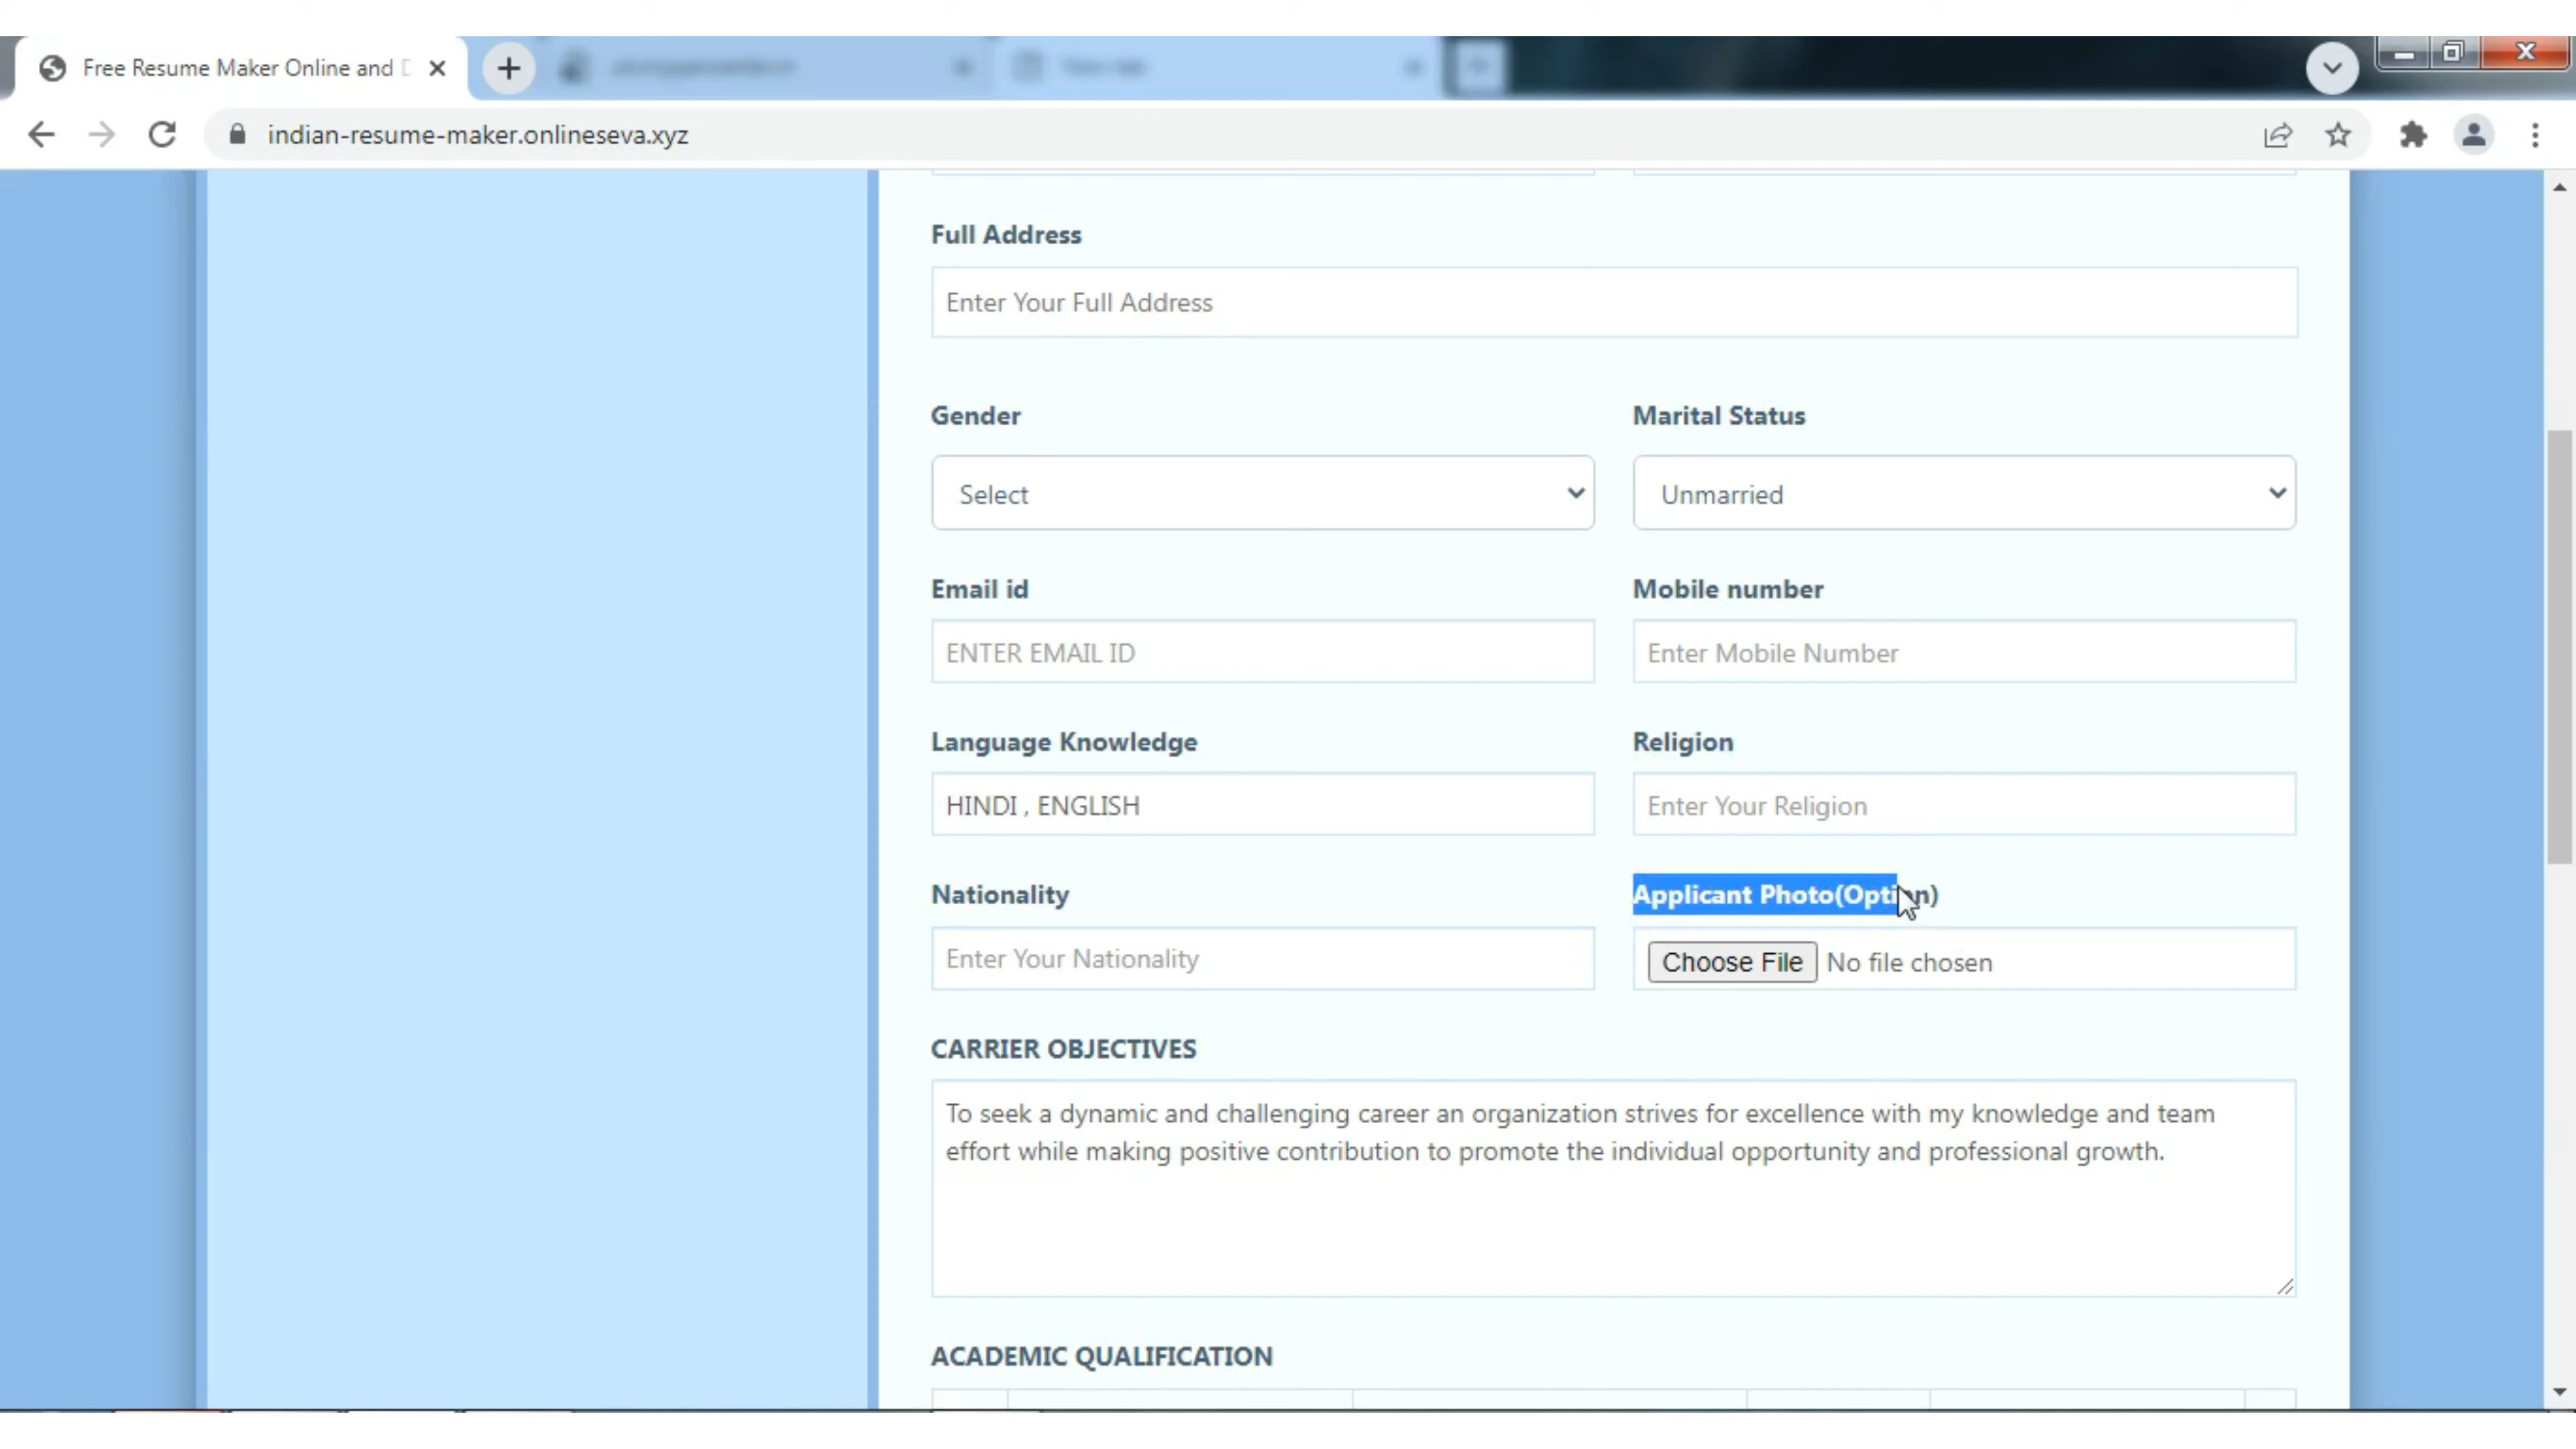 Free Resume Maker Online and D
indian-resume-maker.onlineseva.xyz
Full Address
Enter Your Full Address
Gender
Marital Status
Select
Unmarried
Email id
Mobile number
ENTER EMAIL ID
Enter Mobile Number
Language Knowledge
Religion
HINDI , ENGLISH
Enter Your Religion
Nationality
Applicant Photo(Option)
Enter Your Nationality
Choose File No file chosen
CARRIER OBJECTIVES
To seek a dynamic and challenging career an organization strives for excellence with my knowledge and team
effort while making positive contribution to promote the individual opportunity and professional growth.
ACADEMIC QUALIFICATION